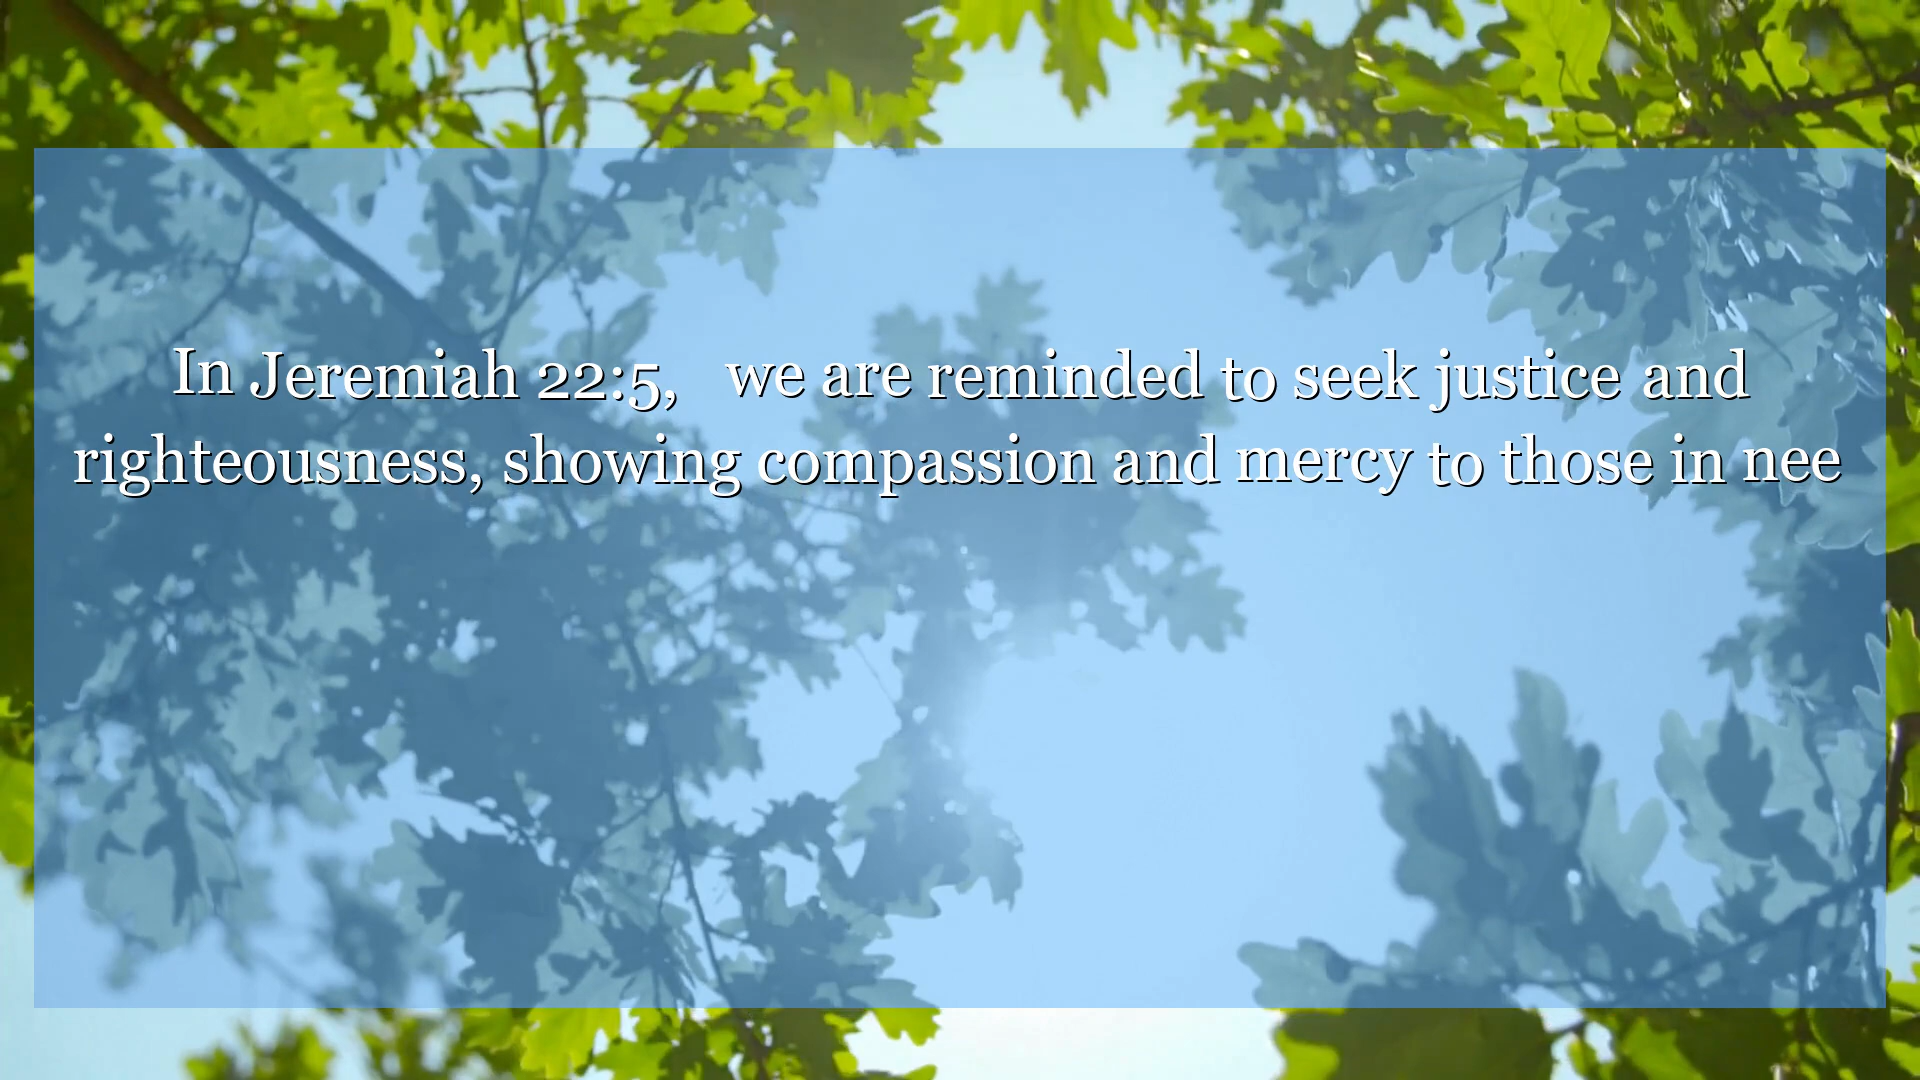 In Jeremiah 22:5, we are reminded to seek justice and
righteousness, showing compassion and mercy to those in nee